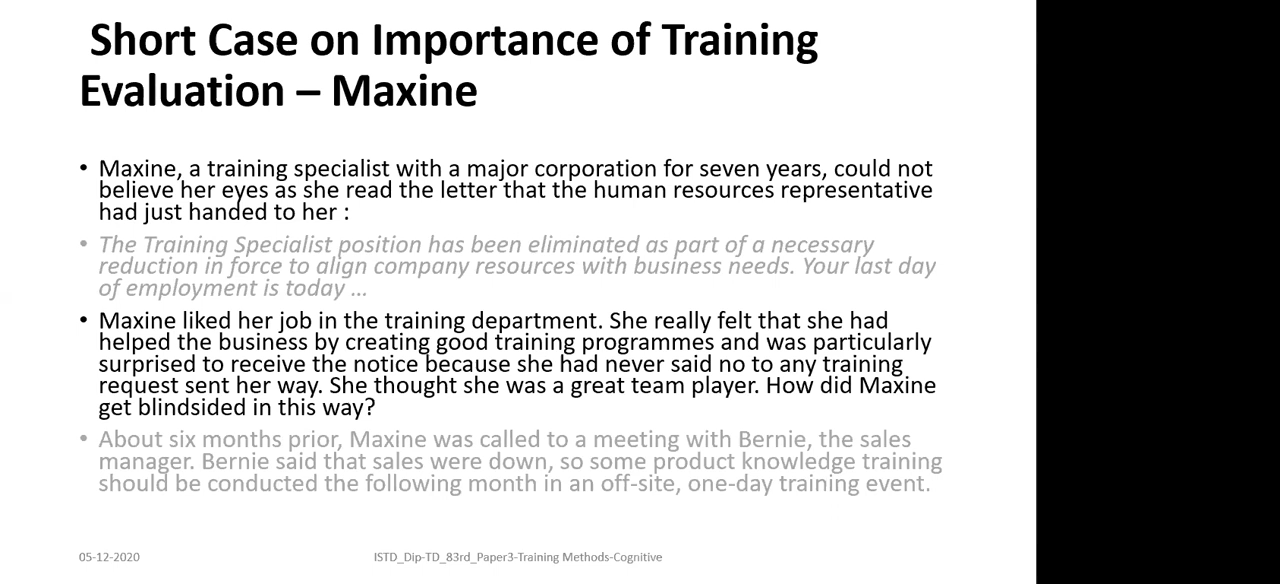 Short Case on Importance of Training
Evaluation – Maxine
• Maxine, a training specialist with a major corporation for seven years, could not
believe her eyes as she read the letter that the human resources representative
had just handed to her :
• The Training Specialist position has been eliminated as part of a necessary
reduction in force to align company resources with business needs. Your last day
of employment is today ...
• Maxine liked her job in the training department. She really felt that she had
helped the business by creating good training programmes and was particularly
surprised to receive the notice because she had never said no to any training
request sent her way. She thought she was a great team player. How did Maxine
get blindsided in this way?
• About six months prior, Maxine was called to a meeting with Bernie, the sales
manager. Bernie said that sales were down, so some product knowledge training
should be conducted the following month in an off-site, one-day training event.
05-12-2020
ISTD_Dip-TD_83rd_Paper3-Training Methods-Cognitive